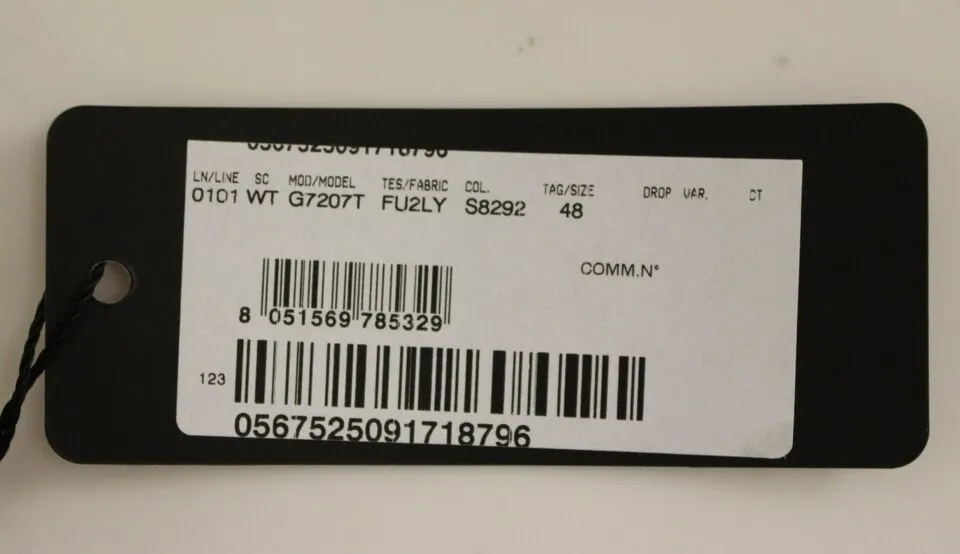 0567525091718796
LN/LINE SC MOD/MODEL TES/FABRIC COL. TAG/SIZE DROP VAR. CT
0101 WT G7207T FU2LY S8292 48
COMM.N°
8 051569 785329
123
0567525091718796